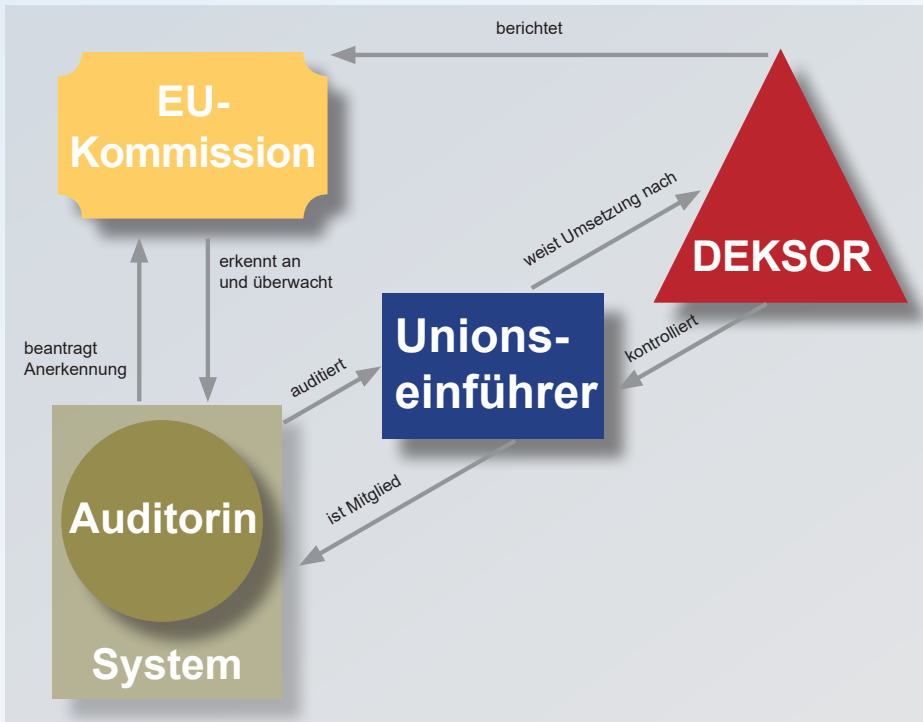 berichtet
EU-
Kommission
weist Umsetzung nach
DEKSOR
erkennt an
und überwacht
Unions-
einführer
kontrolliert
beantragt
Anerkennung
auditiert
ist Mitglied
Auditorin
System